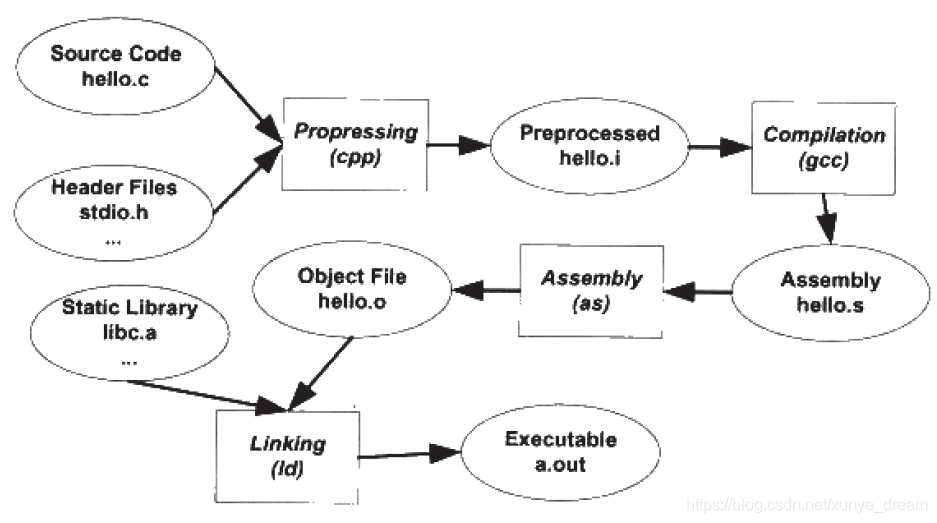 Source Code
hello.c
Propressing
(cpp)
Preprocessed
hello.i
Compilation
(gcc)
Header Files
stdio.h
...
Object File
hello.o
Assembly
(as)
Assembly
hello.s
Static Library
libc.a
...
Linking
(ld)
Executable
a.out
https://blog.csdn.net/xunye_dream